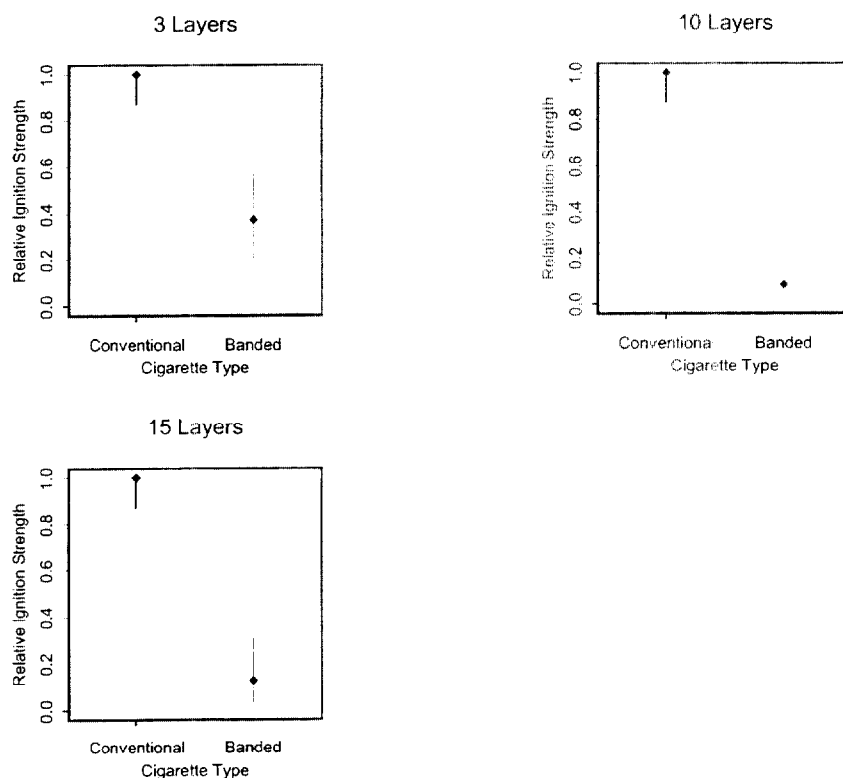 3 Layers
Relative Ignition Strength
1.0
0.8
0.6
0.4
0.2
0.0
Conventional
Banded
Cigarette Type
10 Layers
Relative Ignition Strength
1.0
0.8
0.6
0.4
0.2
0.0
Conventiona
Banded
Cigarette Type
15 Layers
Relative Ignition Strength
1.0
0.8
0.6
0.4
0.2
0.0
Conventional
Banded
Cigarette Type